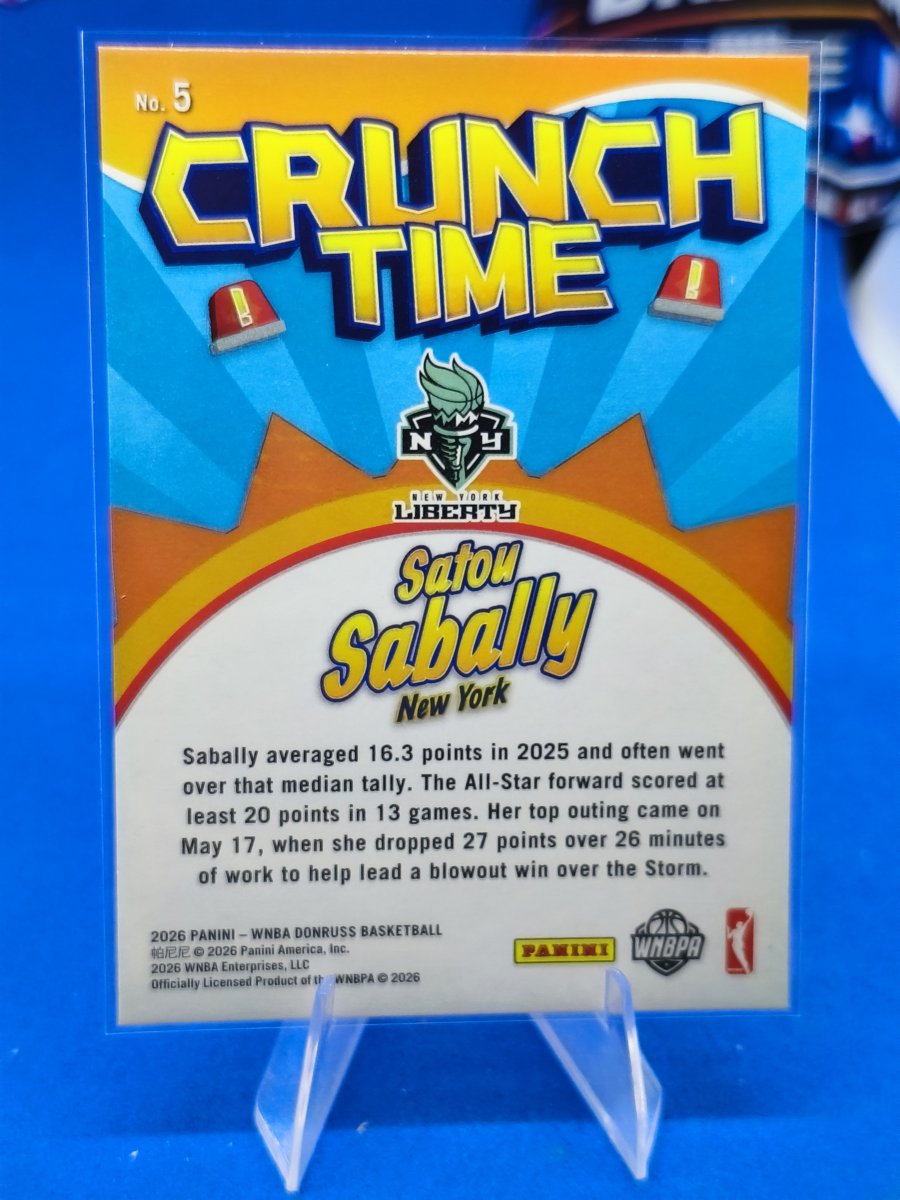 No. 5
CRUNCH
TIME
!
!
N Y
NEW YORK
LIBERTY
Satou
Sabally
New York
Sabally averaged 16.3 points in 2025 and often went
over that median tally. The All-Star forward scored at
least 20 points in 13 games. Her top outing came on
May 17, when she dropped 27 points over 26 minutes
of work to help lead a blowout win over the Storm.
2026 PANINI – WNBA DONRUSS BASKETBALL
帕尼尼 © 2026 Panini America, Inc.
2026 WNBA Enterprises, LLC
Officially Licensed Product of the WNBPA © 2026
PANINI
WNBPA